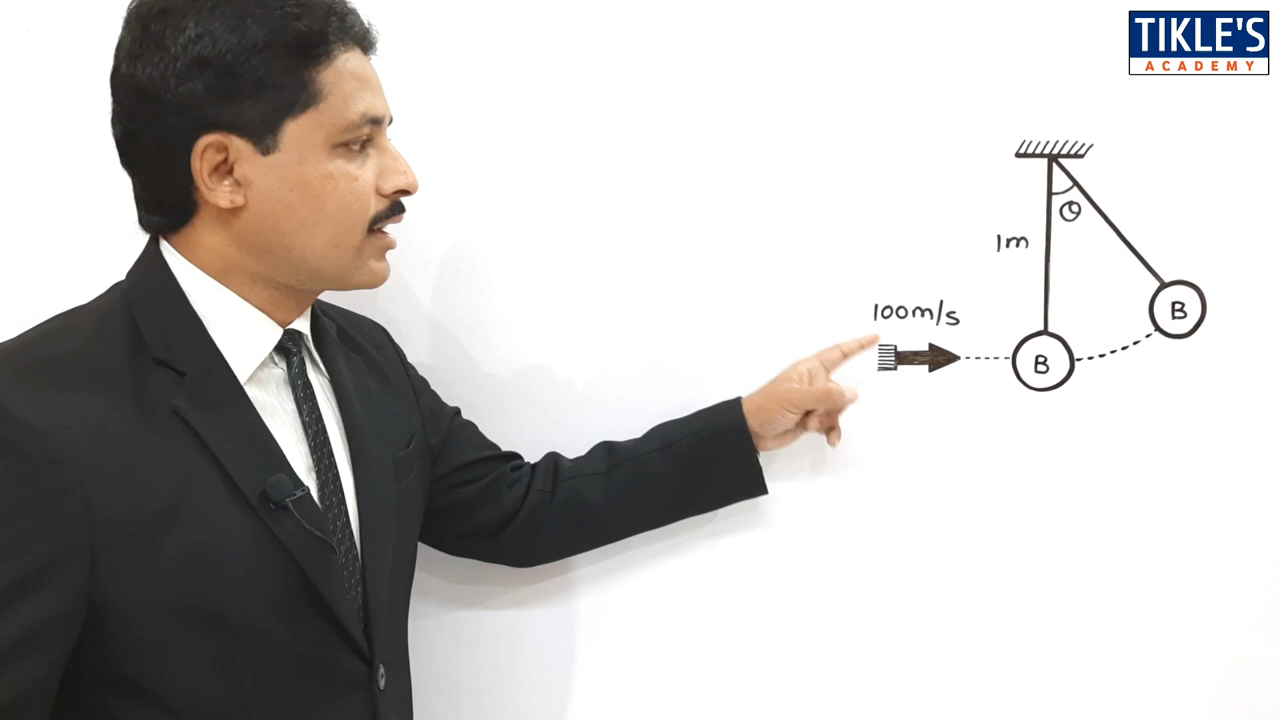 TIKLE'S
ACADEMY
Θ
1m
100m/s
B
B